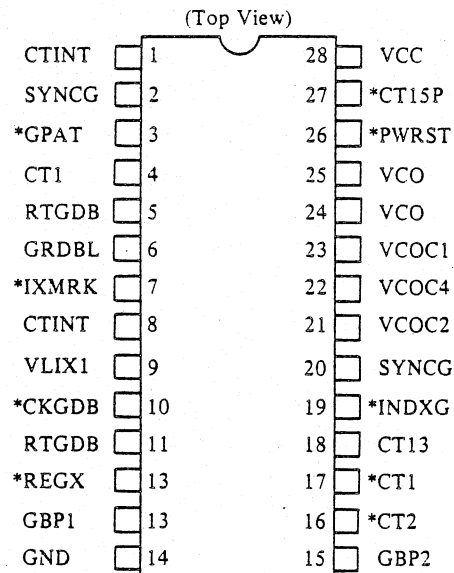 (Top View)
CTINT 1 28 VCC
SYNCG 2 27 *CT15P
*GPAT 3 26 *PWRST
CT1 4 25 VCO
RTGDB 5 24 VCO
GRDBL 6 23 VCOC1
*IXMRK 7 22 VCOC4
CTINT 8 21 VCOC2
VLIX1 9 20 SYNCG
*CKGDB 10 19 *INDXG
RTGDB 11 18 CT13
*REGX 13 17 *CT1
GBP1 13 16 *CT2
GND 14 15 GBP2